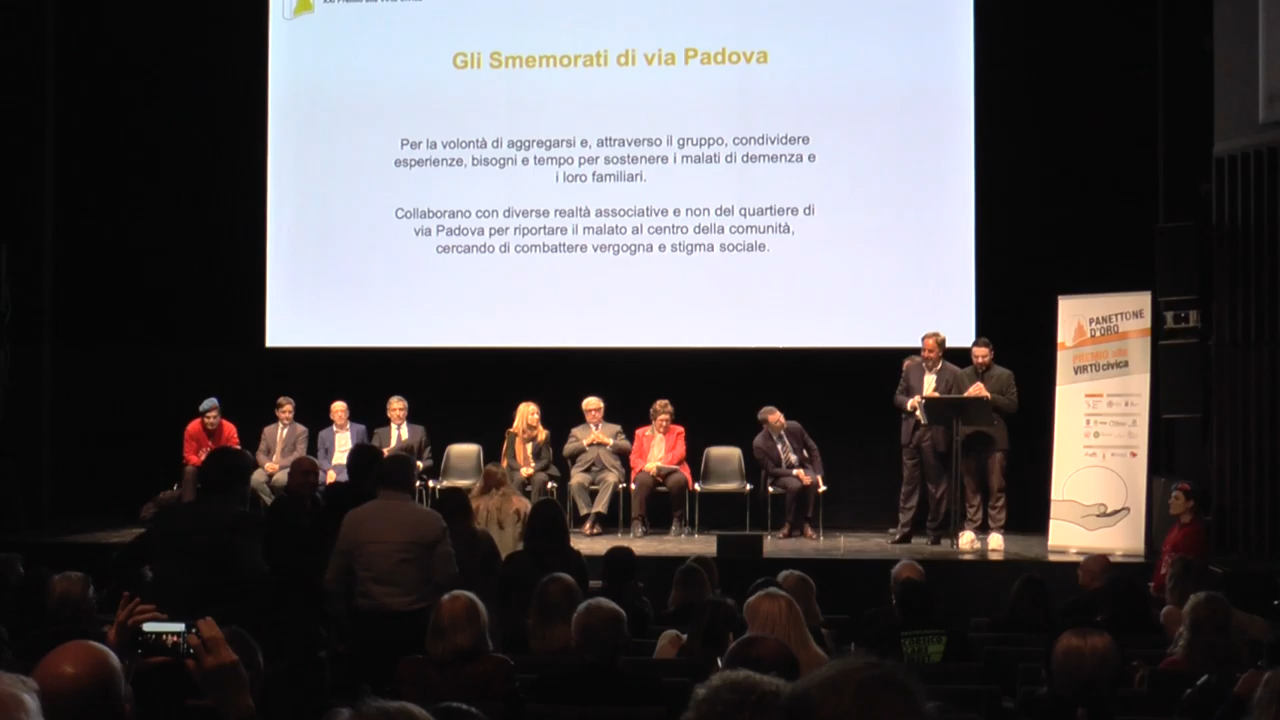 Gli Smemorati di via Padova
Per la volontà di aggregarsi e, attraverso il gruppo, condividere
esperienze, bisogni e tempo per sostenere i malati di demenza e
i loro familiari.
Collaborano con diverse realtà associative e non del quartiere di
via Padova per riportare il malato al centro della comunità,
cercando di combattere vergogna e stigma sociale.
PANETTONE
D'ORO
PREMIO alla
VIRTÙ civica